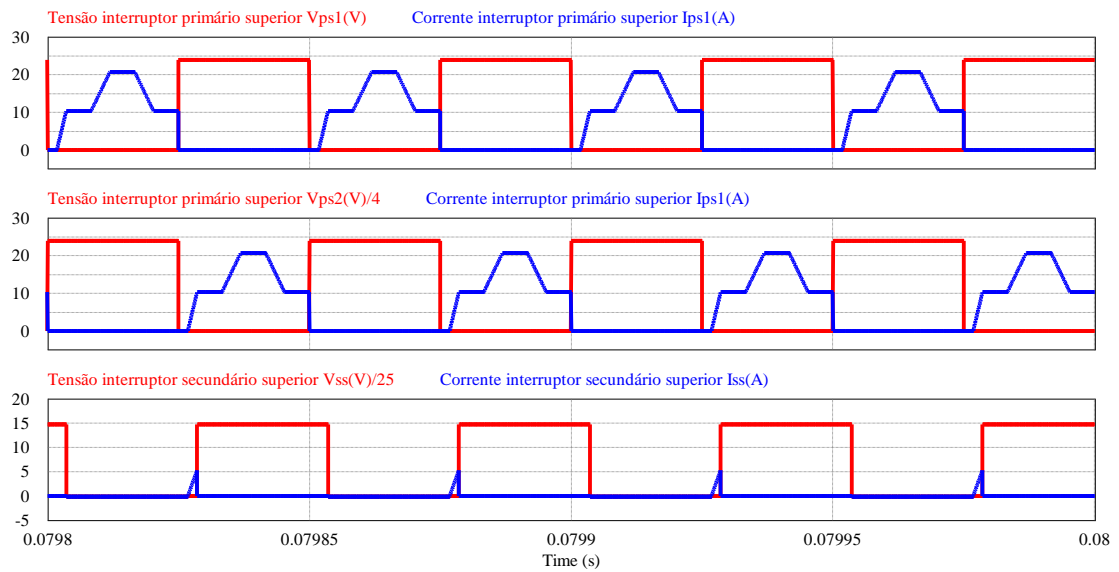 Tensão interruptor primário superior Vps1(V) Corrente interruptor primário superior Ips1(A)
30
20
10
0
Tensão interruptor primário superior Vps2(V)/4 Corrente interruptor primário superior Ips1(A)
30
20
10
0
Tensão interruptor secundário superior Vss(V)/25 Corrente interruptor secundário superior Iss(A)
20
15
10
5
0
-5
0.0798 0.07985 0.0799 0.07995 0.08
Time (s)